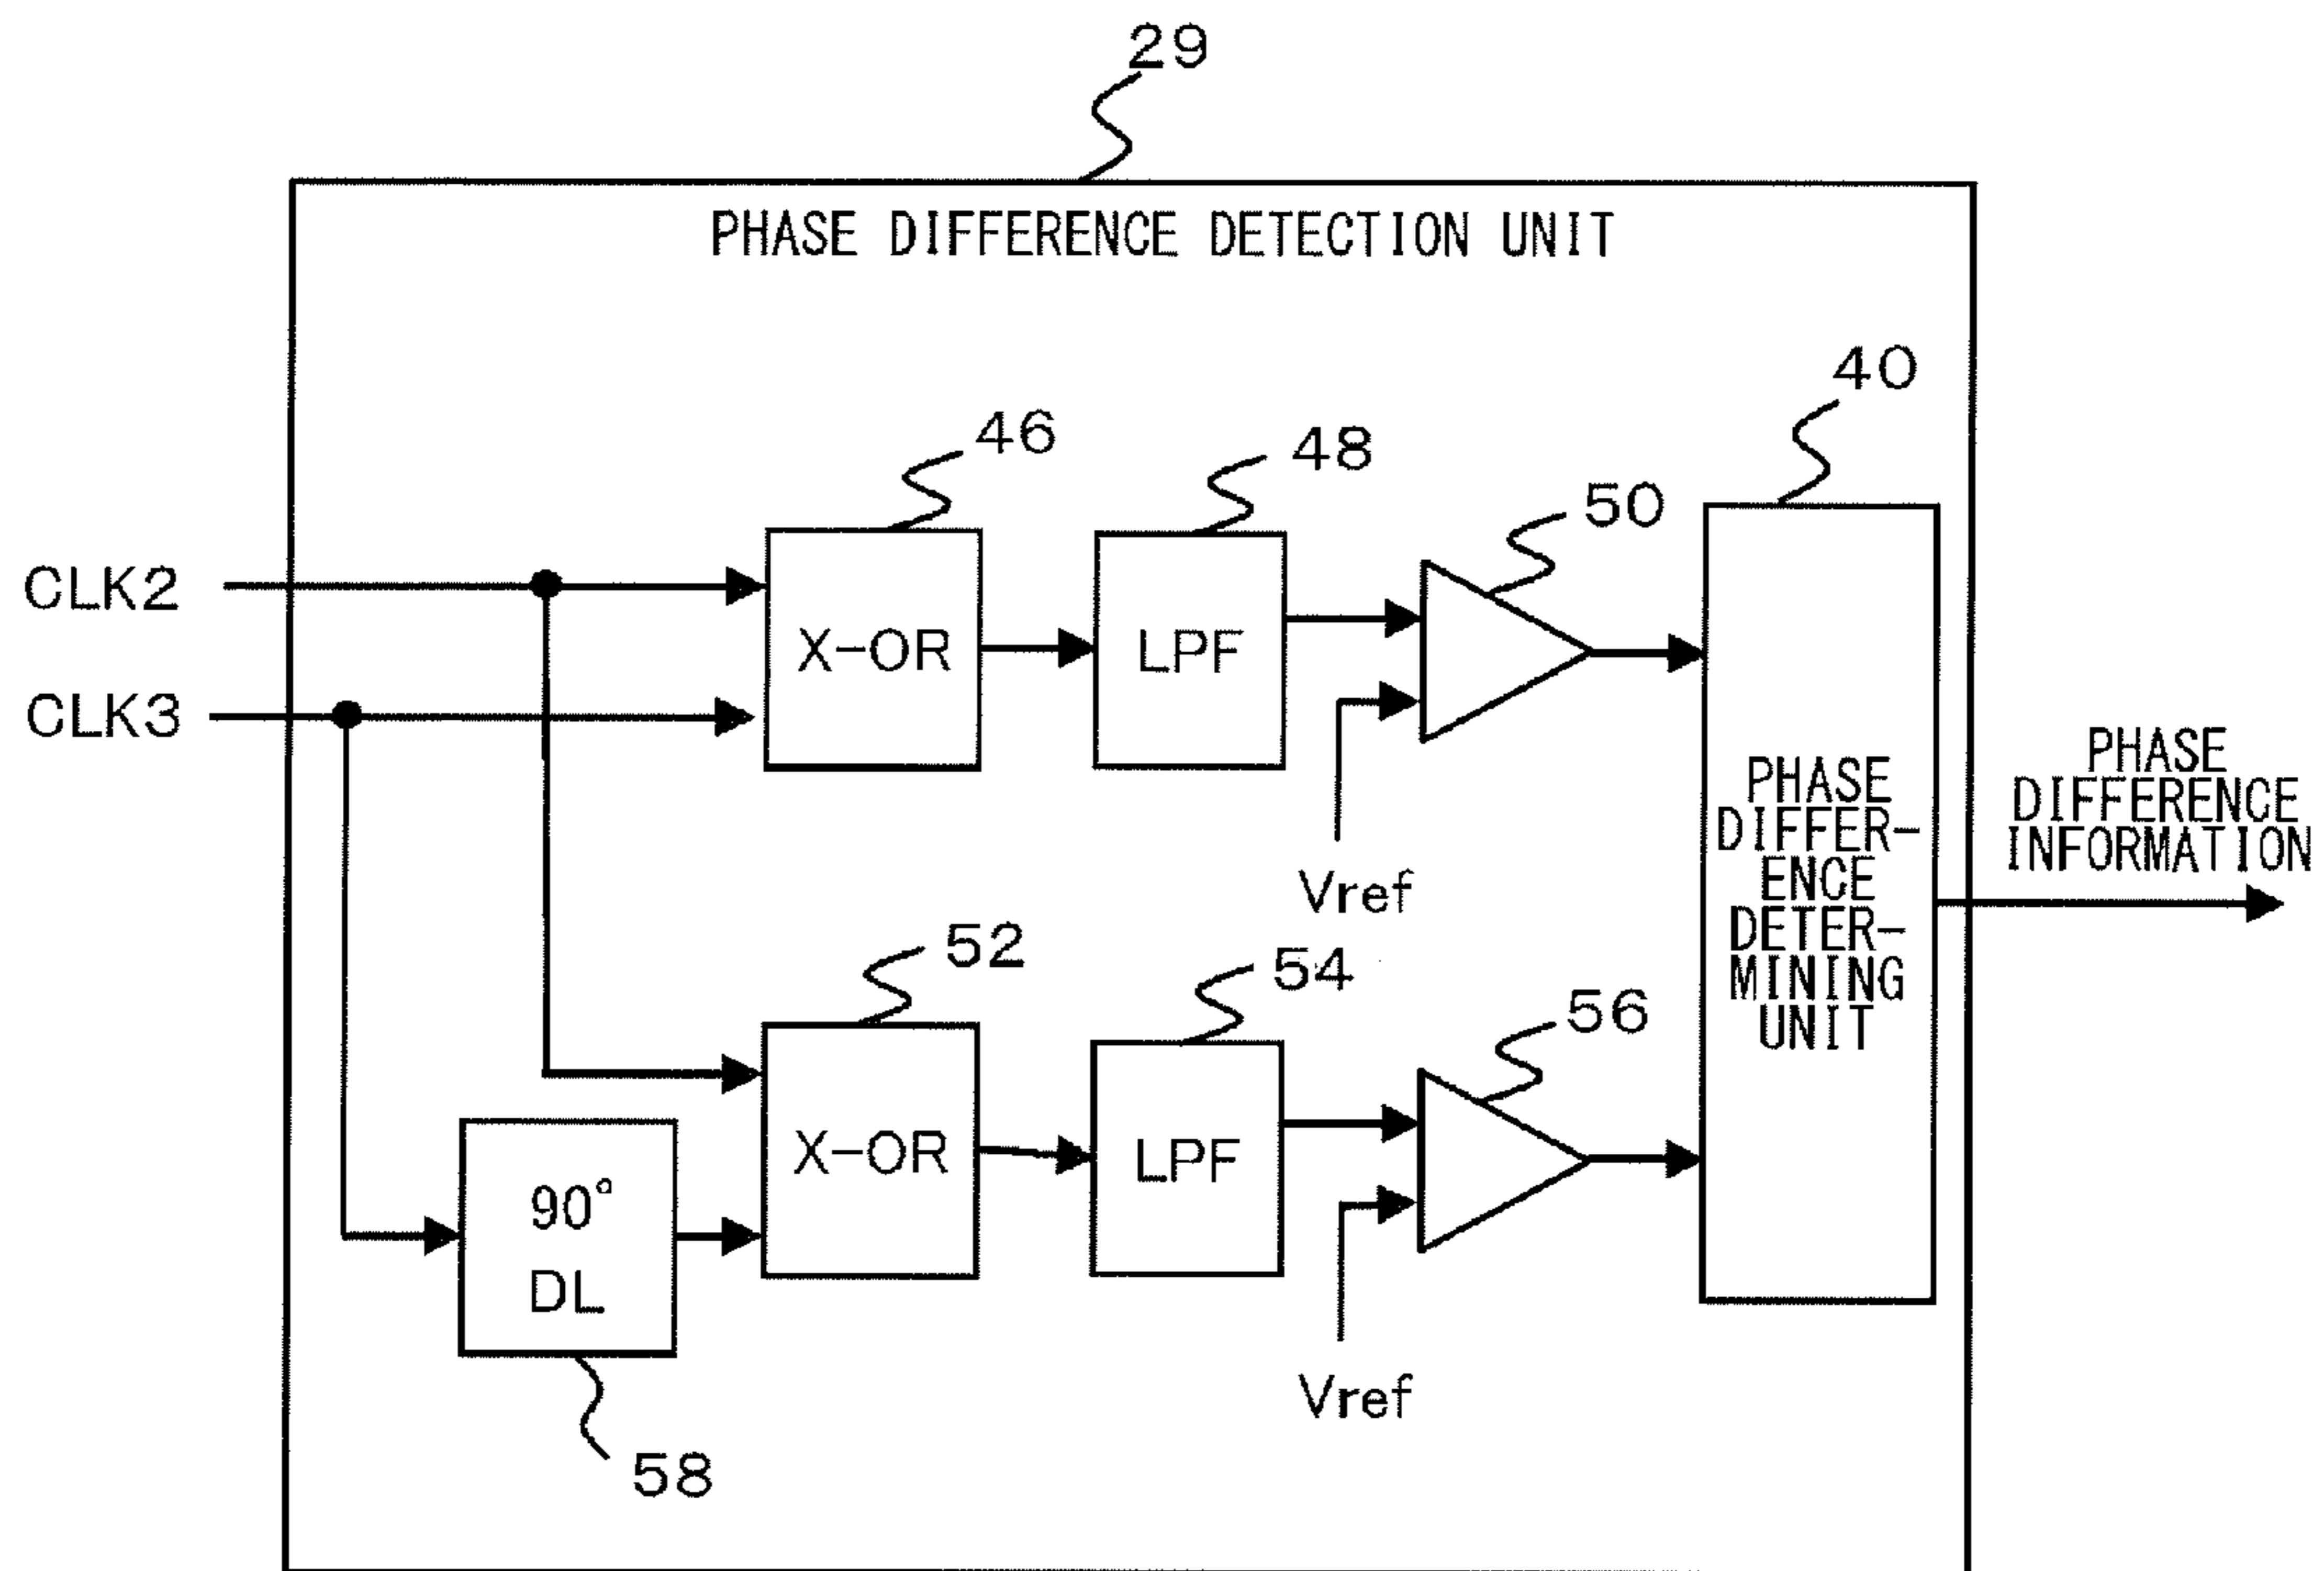 29
PHASE DIFFERENCE DETECTION UNIT
40
46
48
50
CLK2
X-OR
LPF
CLK3
PHASE
DIFFER-
ENCE
DETER-
MINING
UNIT
PHASE
DIFFERENCE
INFORMATION
Vref
52
54
56
X-OR
LPF
90°
DL
Vref
58